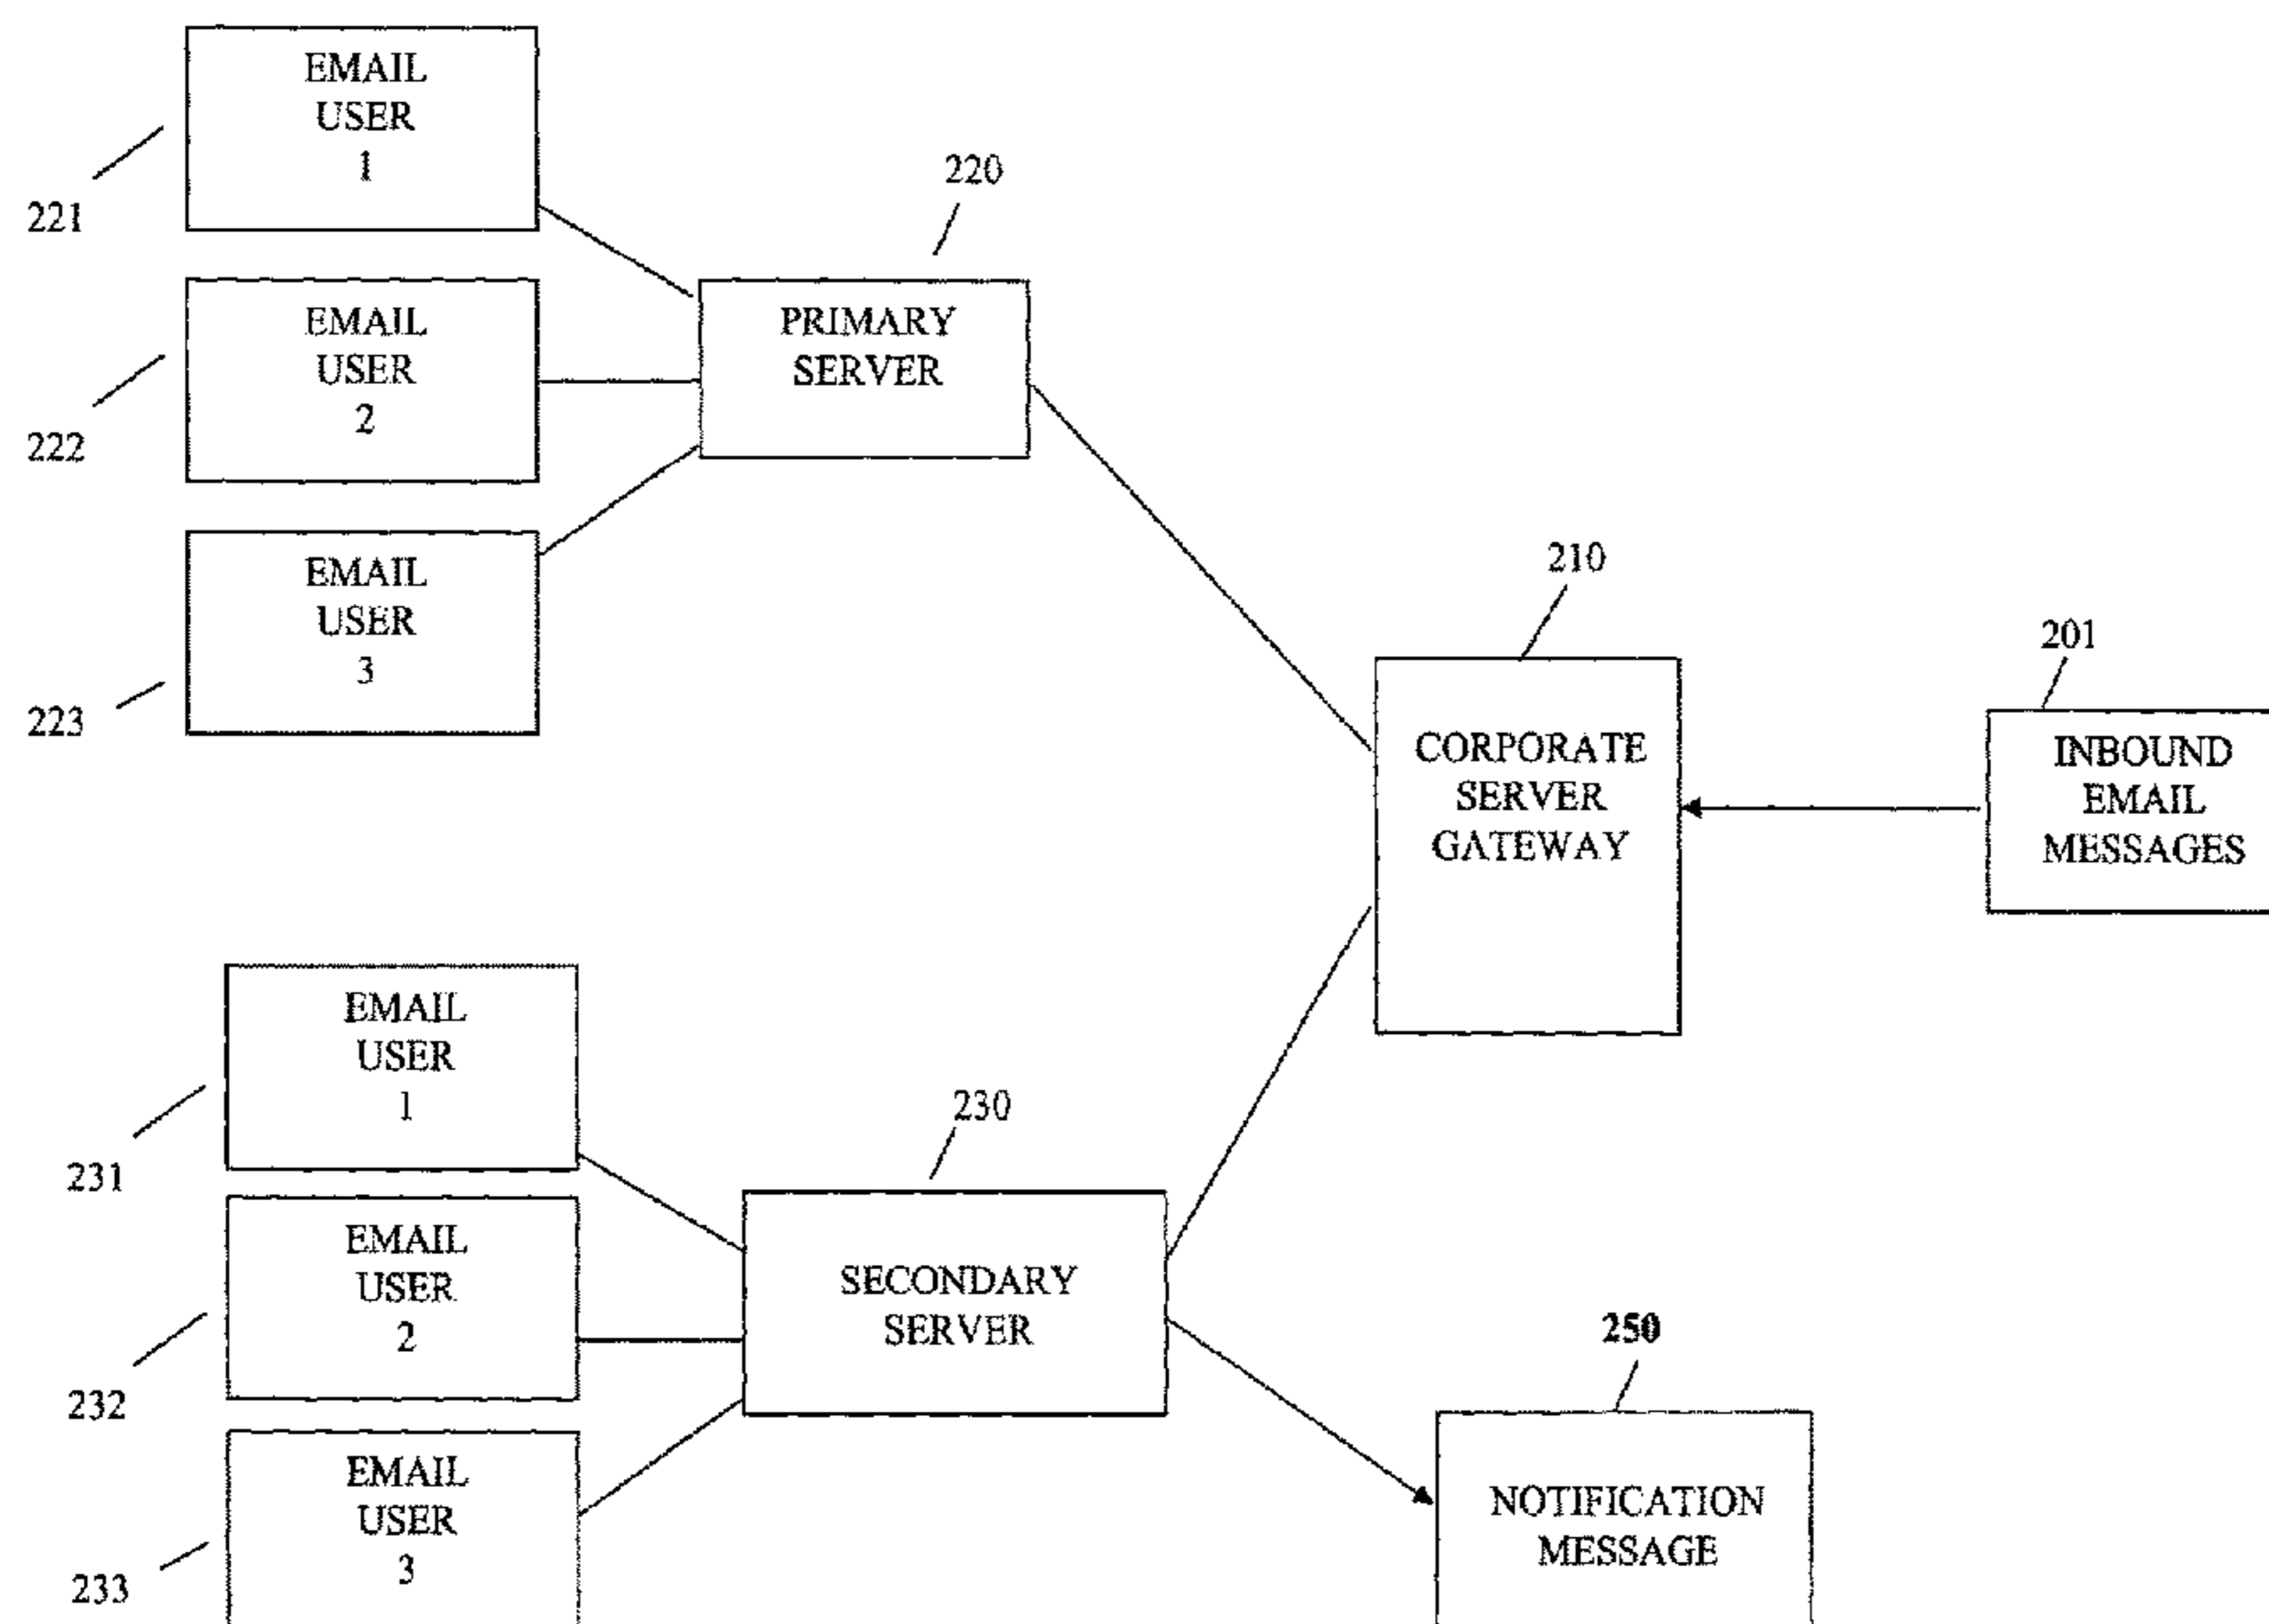 EMAIL
USER
1
221
EMAIL
USER
2
222
EMAIL
USER
3
223
220
PRIMARY
SERVER
210
CORPORATE
SERVER
GATEWAY
201
INBOUND
EMAIL
MESSAGES
EMAIL
USER
1
231
EMAIL
USER
2
232
EMAIL
USER
3
233
230
SECONDARY
SERVER
250
NOTIFICATION
MESSAGE